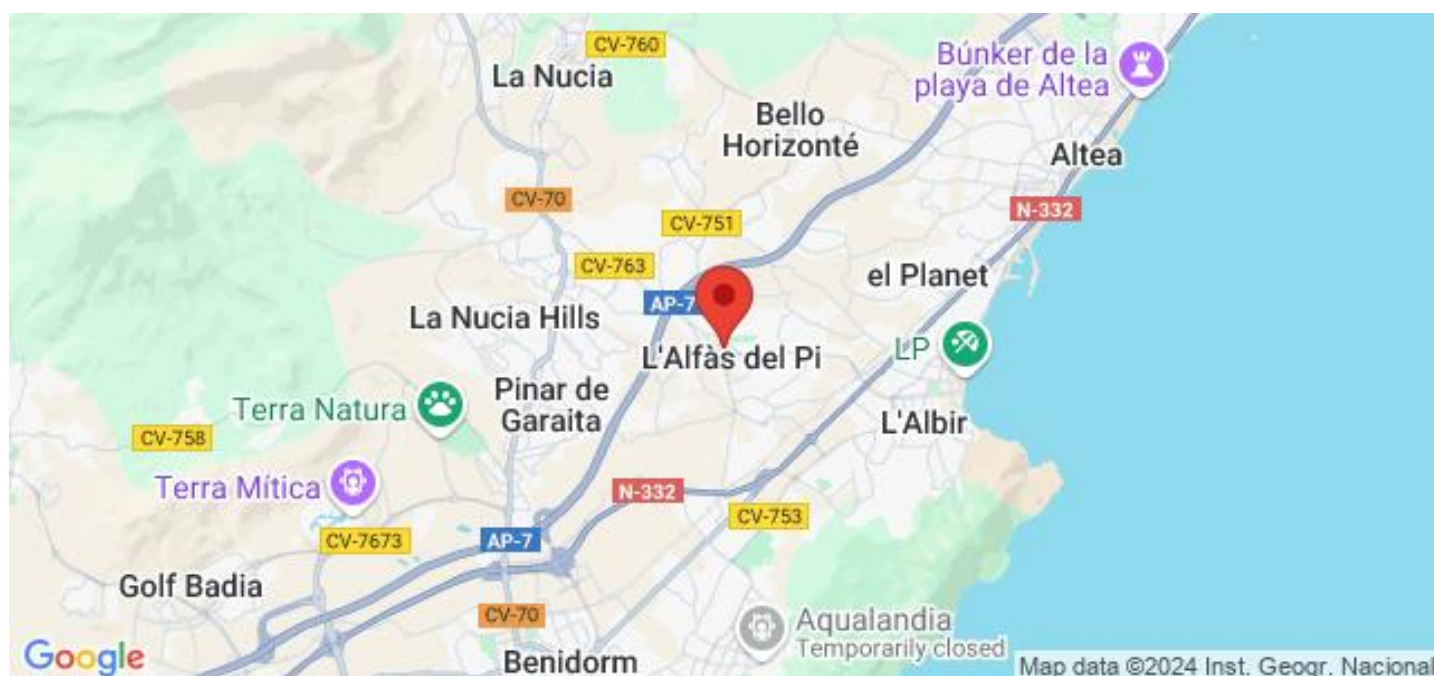 CV-760
La Nucia
Búnker de la
playa de Altea
Bello
Horizonté
Altea
CV-70
N-332
CV-751
CV-763
el Planet
AP-7
La Nucia Hills
LP
L'Alfàs del Pi
Pinar de
Garaita
Terra Natura
L'Albir
CV-758
Terra Mítica
N-332
CV-753
CV-7673
AP-7
Golf Badia
CV-70
Aqualandia
Temporarily closed
Google
Benidorm
Map data ©2024 Inst. Geogr. Nacional